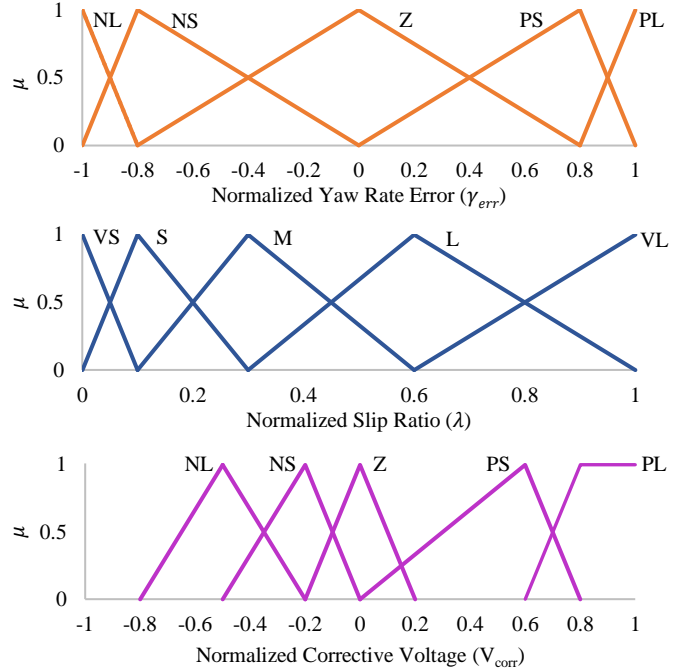 1
NL
NS
Z
PS
PL
0.5
μ
0
-1
-0.8
-0.6
-0.4
-0.2
0
0.2
0.4
0.6
0.8
1
Normalized Yaw Rate Error (γerr)
1
VS
S
M
L
VL
0.5
μ
0
0
0.2
0.4
0.6
0.8
1
Normalized Slip Ratio (λ)
1
NL
NS
Z
PS
PL
0.5
μ
0
-1
-0.8
-0.6
-0.4
-0.2
0
0.2
0.4
0.6
0.8
1
Normalized Corrective Voltage (Vcorr)